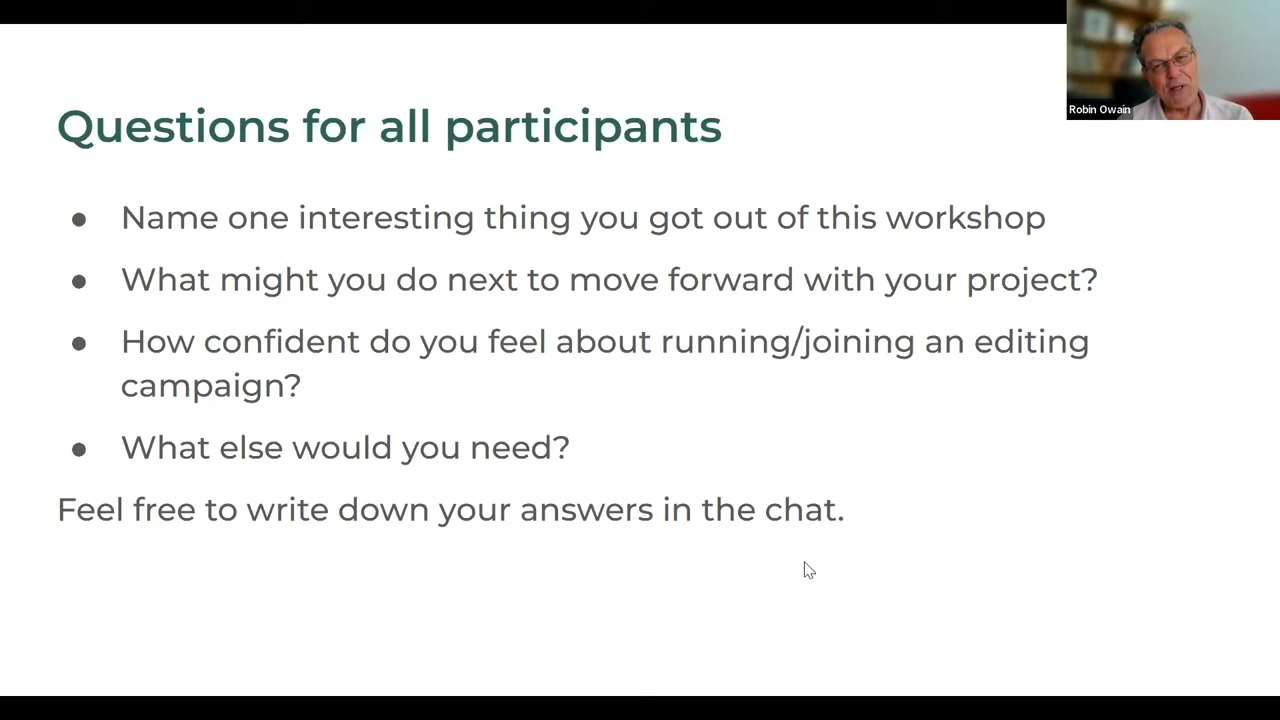 Robin Owain
Questions for all participants
● Name one interesting thing you got out of this workshop
● What might you do next to move forward with your project?
● How confident do you feel about running/joining an editing
campaign?
● What else would you need?
Feel free to write down your answers in the chat.